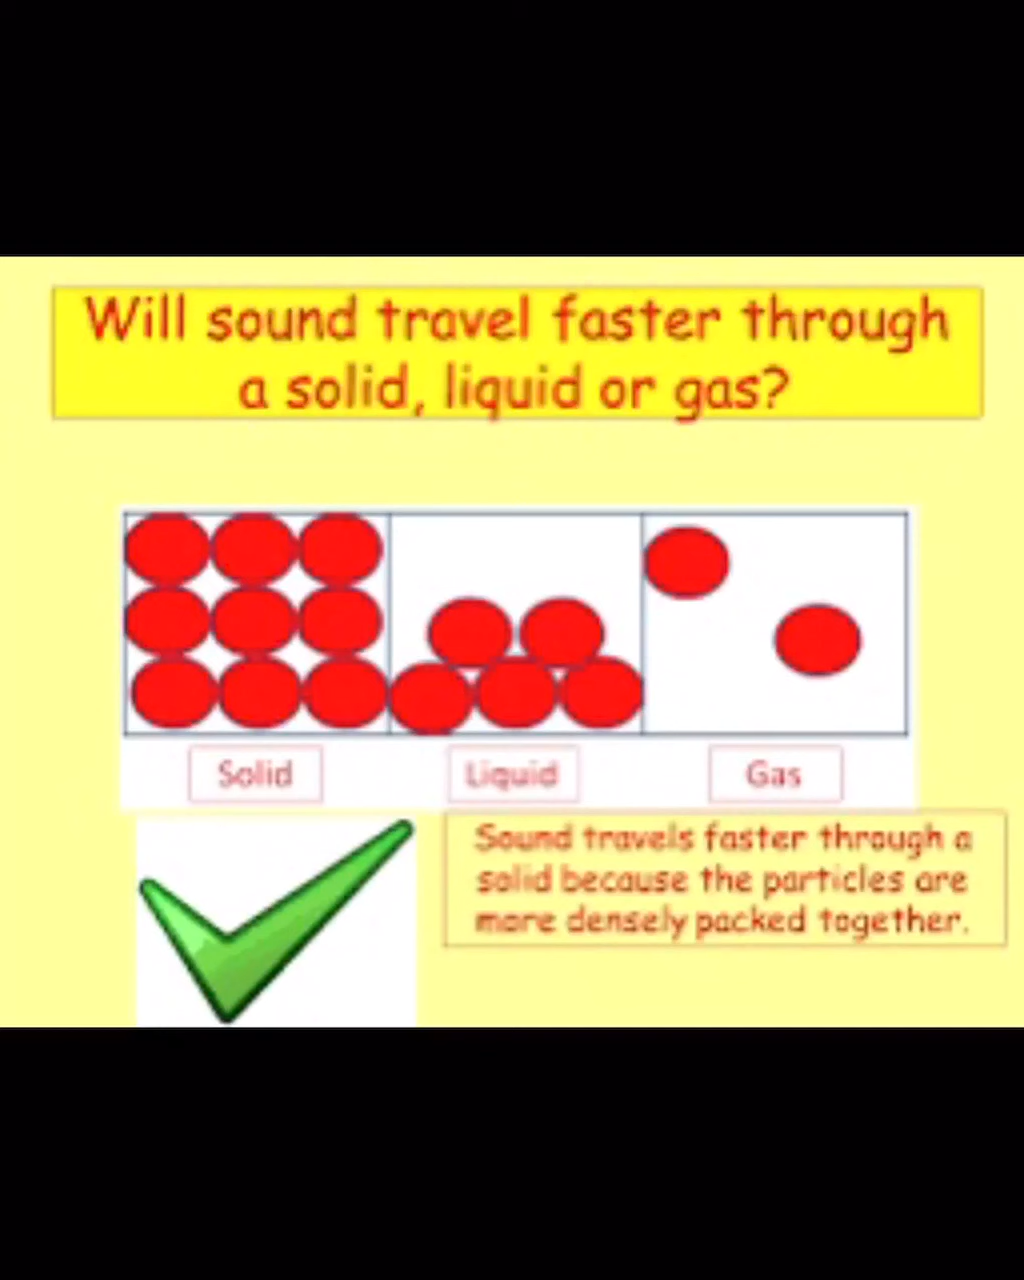 Will sound travel faster through
a solid, liquid or gas?
Solid
Liquid
Gas
Sound travels faster through a
solid because the particles are
more densely packed together.